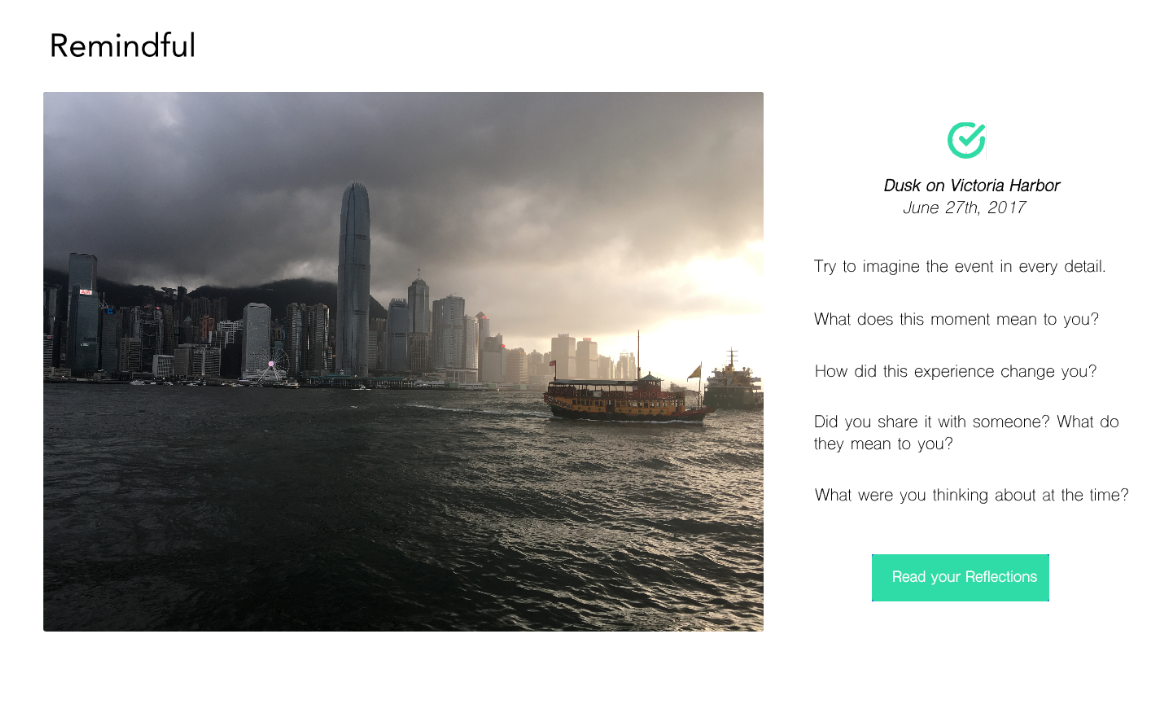 Remindful
Dusk on Victoria Harbor
June 27th, 2017
Try to imagine the event in every detail.
What does this moment mean to you?
How did this experience change you?
Did you share it with someone? What do
they mean to you?
What were you thinking about at the time?
Read your Reflections